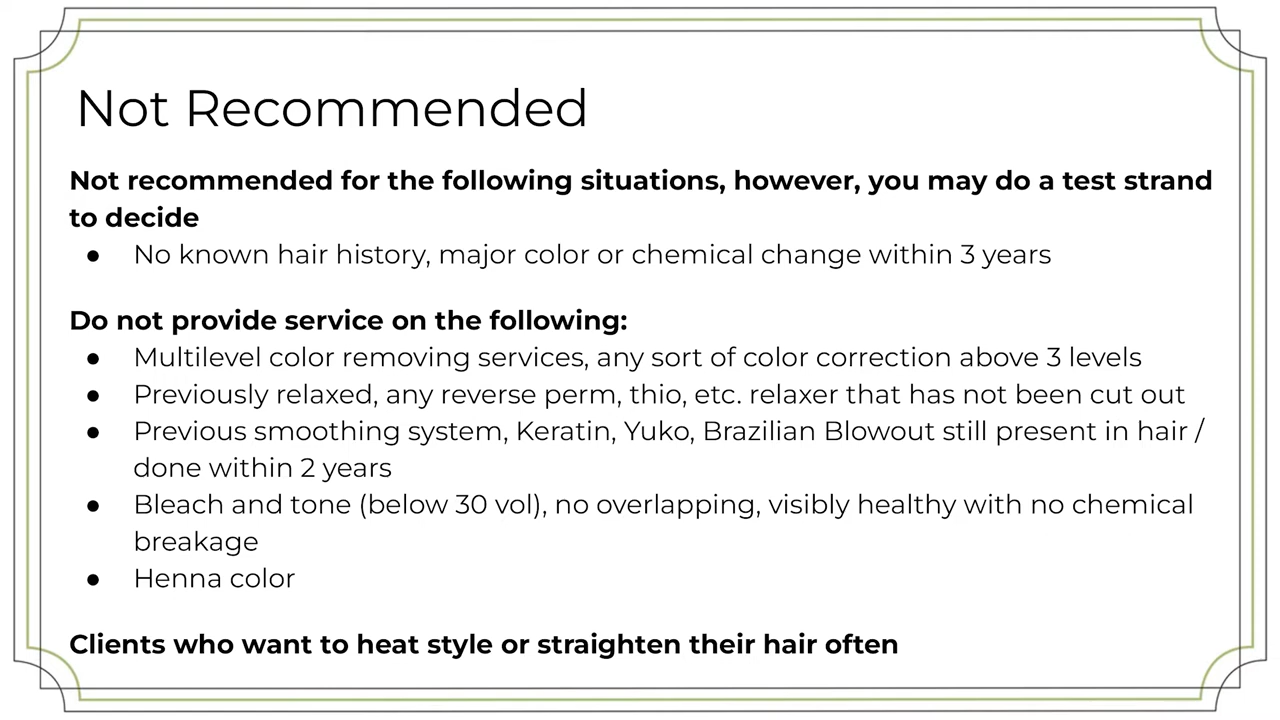 Not Recommended
Not recommended for the following situations, however, you may do a test strand
to decide
● No known hair history, major color or chemical change within 3 years
Do not provide service on the following:
● Multilevel color removing services, any sort of color correction above 3 levels
● Previously relaxed, any reverse perm, thio, etc. relaxer that has not been cut out
● Previous smoothing system, Keratin, Yuko, Brazilian Blowout still present in hair /
done within 2 years
● Bleach and tone (below 30 vol), no overlapping, visibly healthy with no chemical
breakage
● Henna color
Clients who want to heat style or straighten their hair often